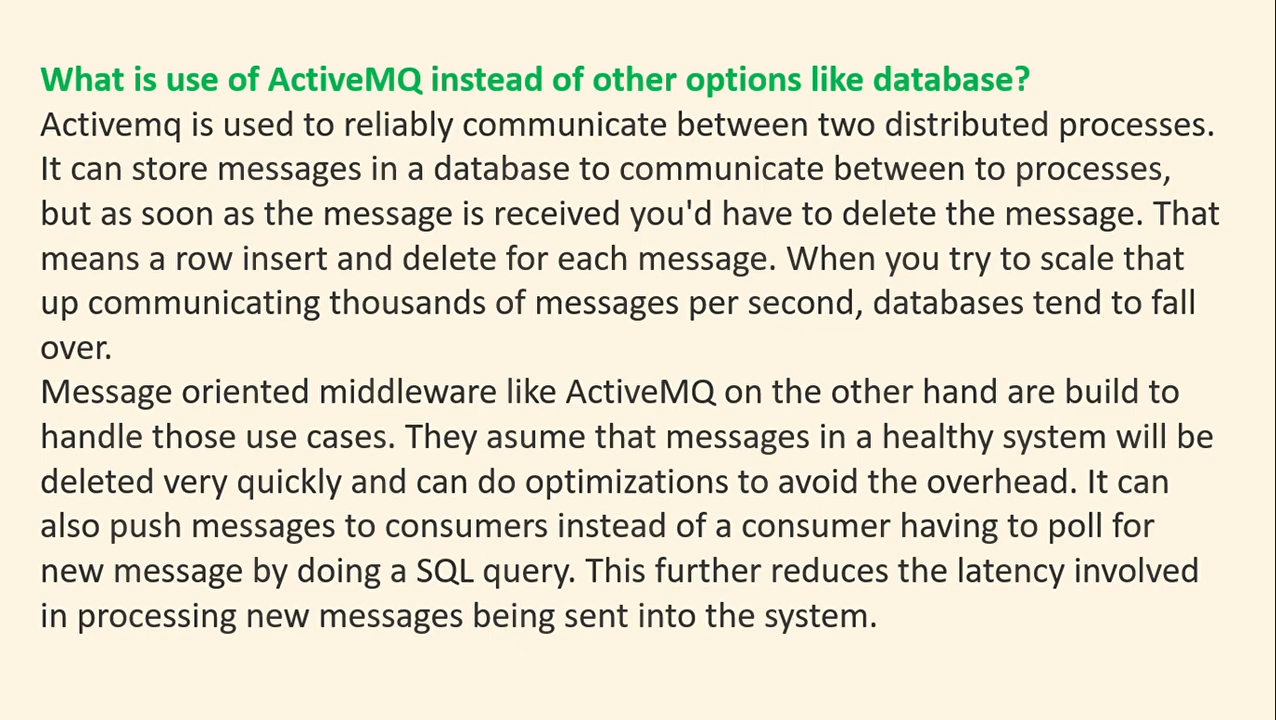 What is use of ActiveMQ instead of other options like database?
Activemq is used to reliably communicate between two distributed processes.
It can store messages in a database to communicate between to processes,
but as soon as the message is received you'd have to delete the message. That
means a row insert and delete for each message. When you try to scale that
up communicating thousands of messages per second, databases tend to fall
over.
Message oriented middleware like ActiveMQ on the other hand are build to
handle those use cases. They asume that messages in a healthy system will be
deleted very quickly and can do optimizations to avoid the overhead. It can
also push messages to consumers instead of a consumer having to poll for
new message by doing a SQL query. This further reduces the latency involved
in processing new messages being sent into the system.